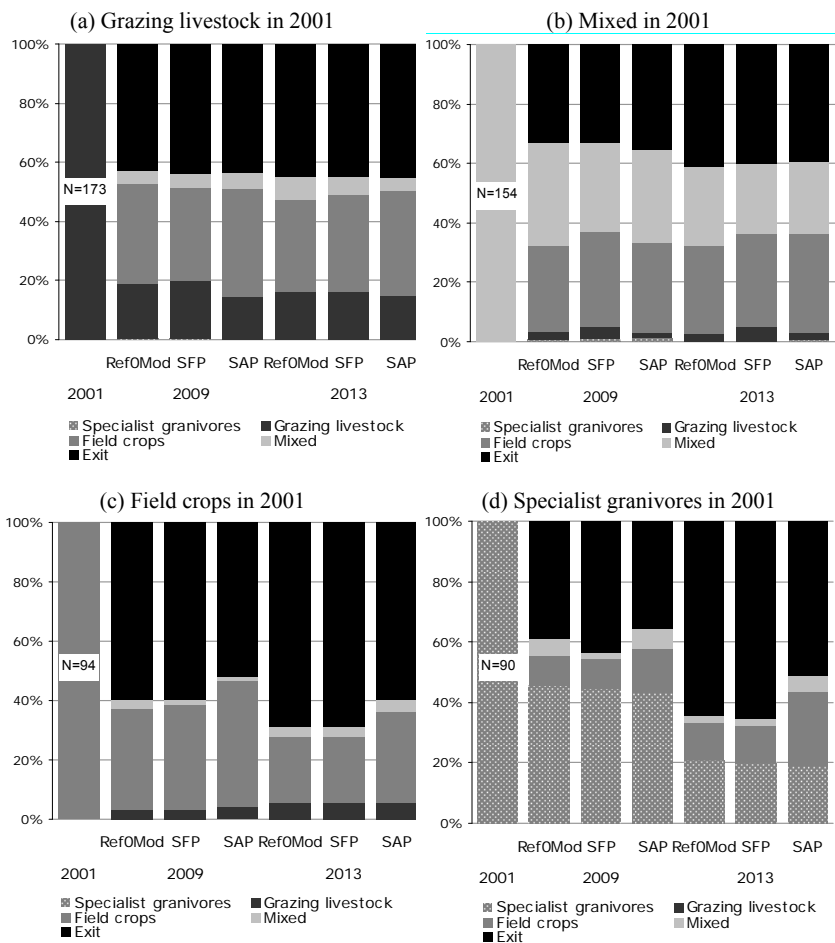 (a) Grazing livestock in 2001
100%
80%
60%
40%
20%
0%
N=173
Ref0Mod SFP SAP Ref0Mod SFP SAP
2001 2009 2013
Specialist granivores Grazing livestock
Field crops Mixed
Exit
(b) Mixed in 2001
100%
80%
60%
40%
20%
0%
N=154
Ref0Mod SFP SAP Ref0Mod SFP SAP
2001 2009 2013
Specialist granivores Grazing livestock
Field crops Mixed
Exit
(c) Field crops in 2001
100%
80%
60%
40%
20%
0%
N=94
Ref0Mod SFP SAP Ref0Mod SFP SAP
2001 2009 2013
Specialist granivores Grazing livestock
Field crops Mixed
Exit
(d) Specialist granivores in 2001
100%
80%
60%
40%
20%
0%
N=90
Ref0Mod SFP SAP Ref0Mod SFP SAP
2001 2009 2013
Specialist granivores Grazing livestock
Field crops Mixed
Exit